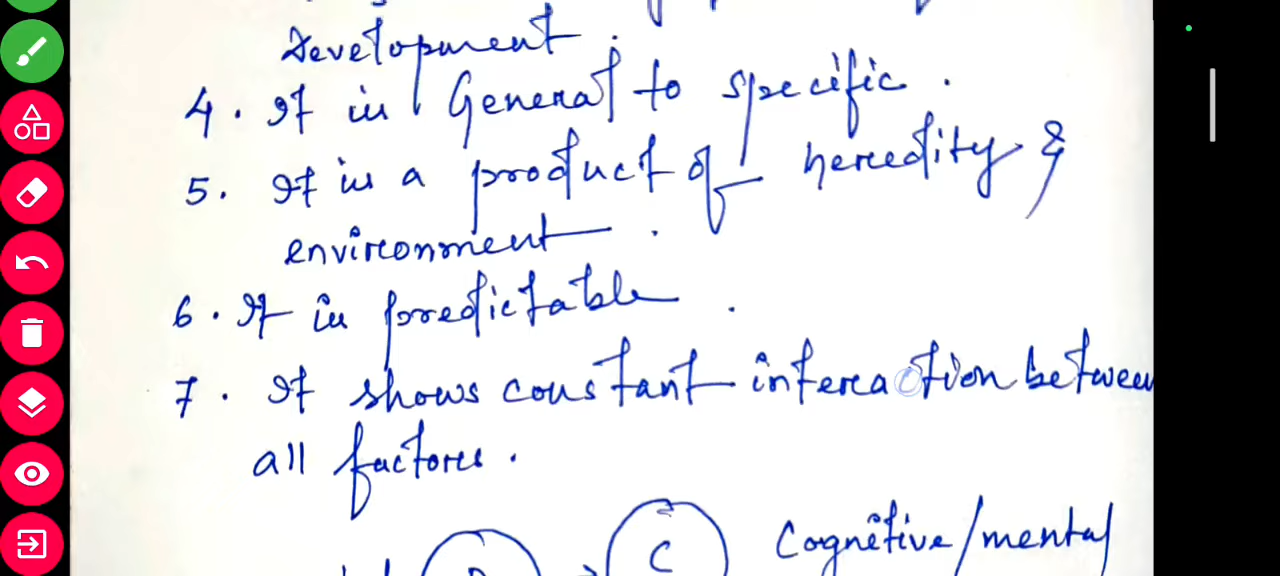 development.
4. It is General to specific.
5. It is a product of heredity &
environment.
6. It is predictable.
7. It shows constant interaction between
all factors.
Cognitive/mental
C